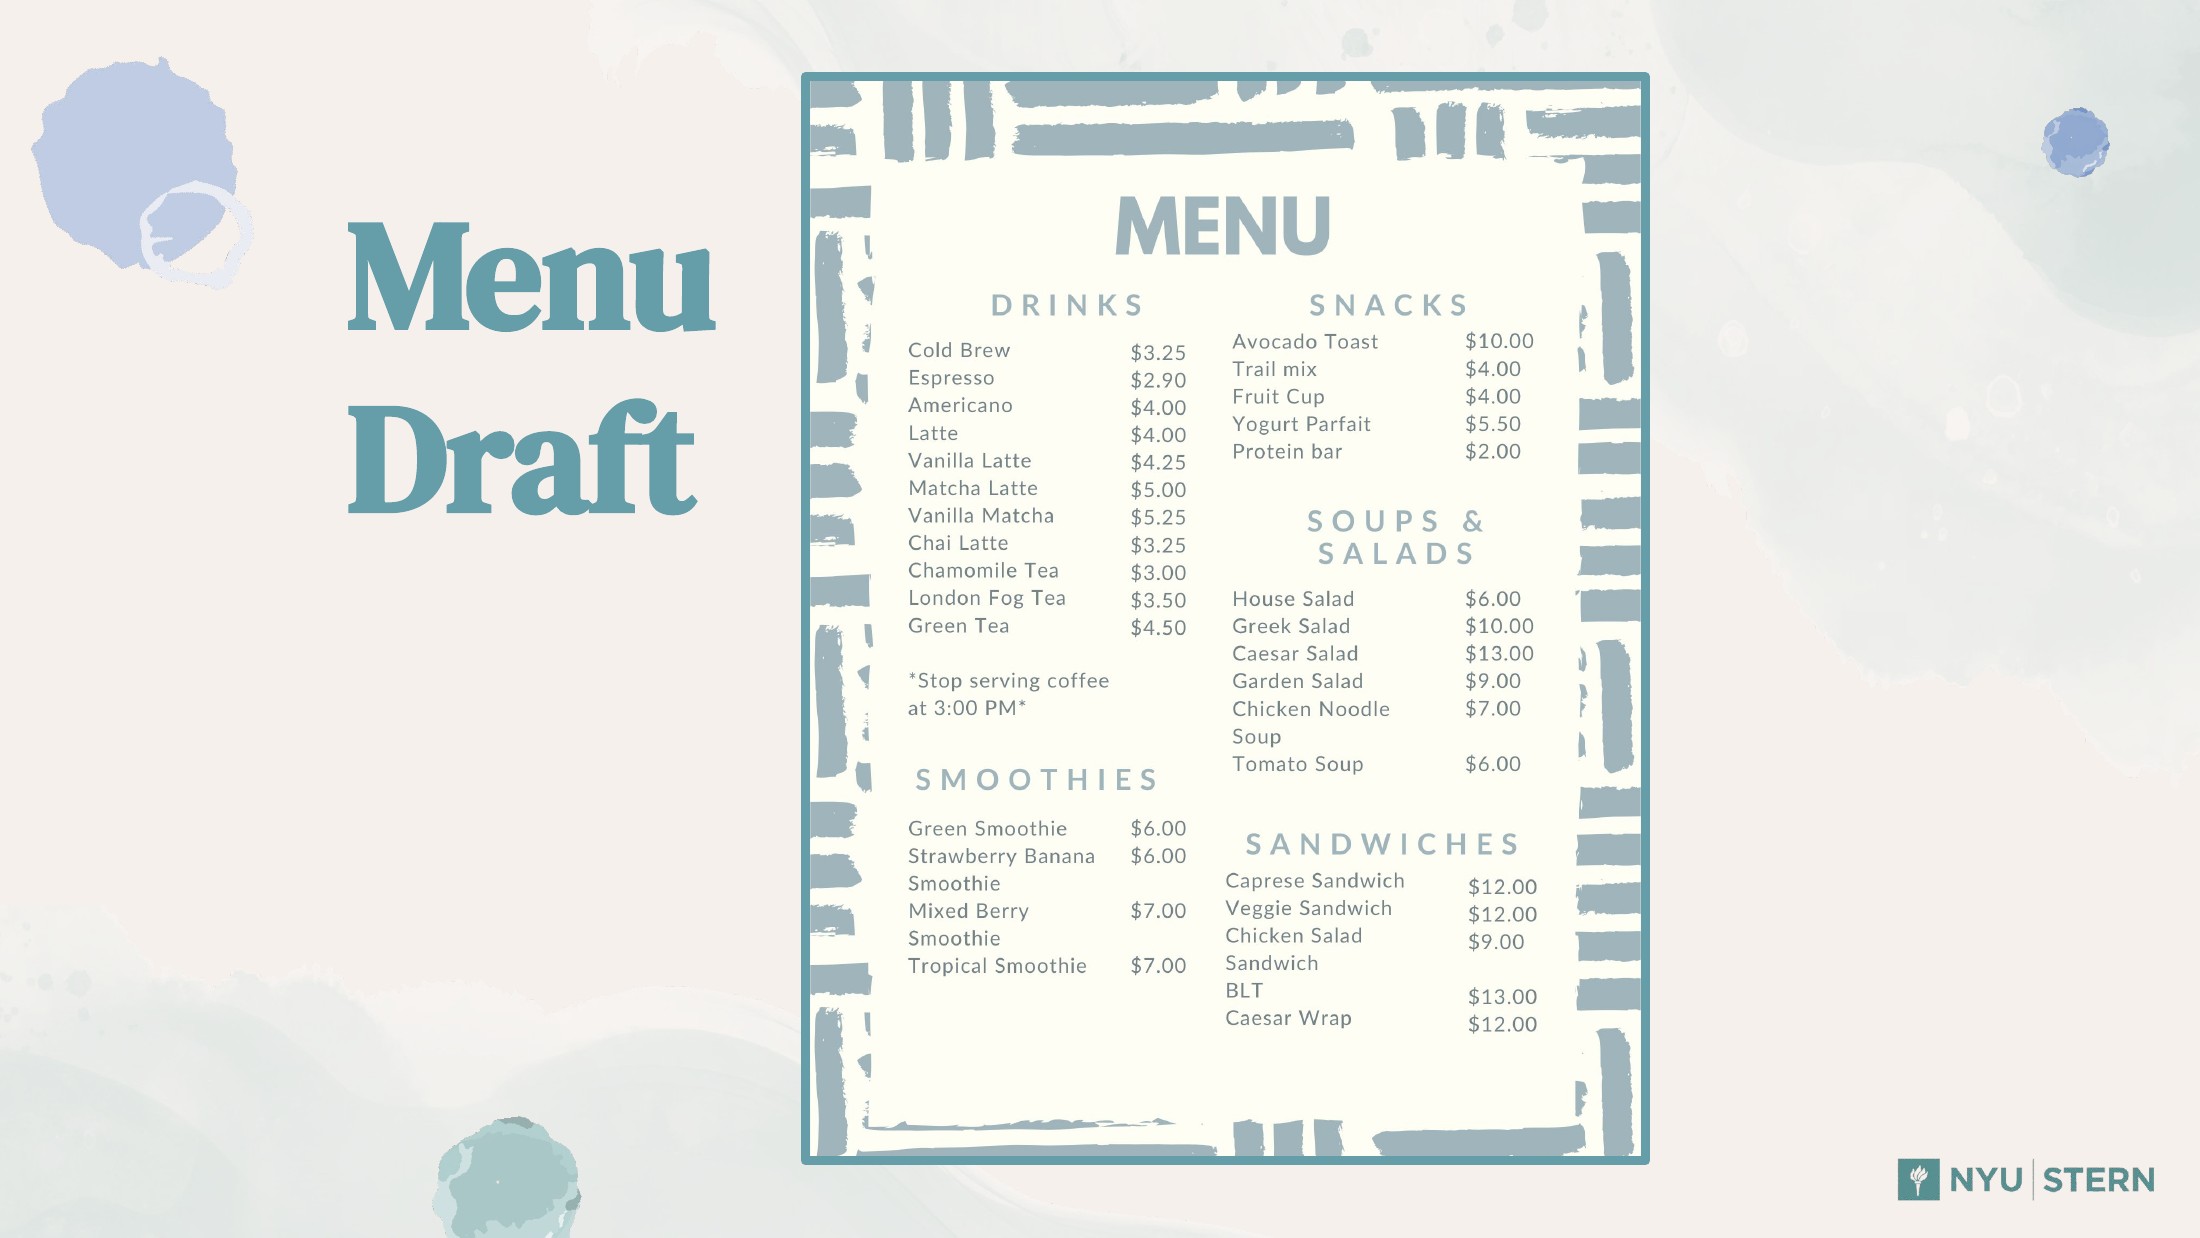 Menu
Draft
MENU
DRINKS
Cold Brew $3.25
Espresso $2.90
Americano $4.00
Latte $4.00
Vanilla Latte $4.25
Matcha Latte $5.00
Vanilla Matcha $5.25
Chai Latte $3.25
Chamomile Tea $3.00
London Fog Tea $3.50
Green Tea $4.50
*Stop serving coffee
at 3:00 PM*
SMOOTHIES
Green Smoothie $6.00
Strawberry Banana $6.00
Smoothie
Mixed Berry $7.00
Smoothie
Tropical Smoothie $7.00
SNACKS
Avocado Toast $10.00
Trail mix $4.00
Fruit Cup $4.00
Yogurt Parfait $5.50
Protein bar $2.00
SOUPS &
SALADS
House Salad $6.00
Greek Salad $10.00
Caesar Salad $13.00
Garden Salad $9.00
Chicken Noodle $7.00
Soup
Tomato Soup $6.00
SANDWICHES
Caprese Sandwich $12.00
Veggie Sandwich $12.00
Chicken Salad $9.00
Sandwich
BLT $13.00
Caesar Wrap $12.00
NYU STERN